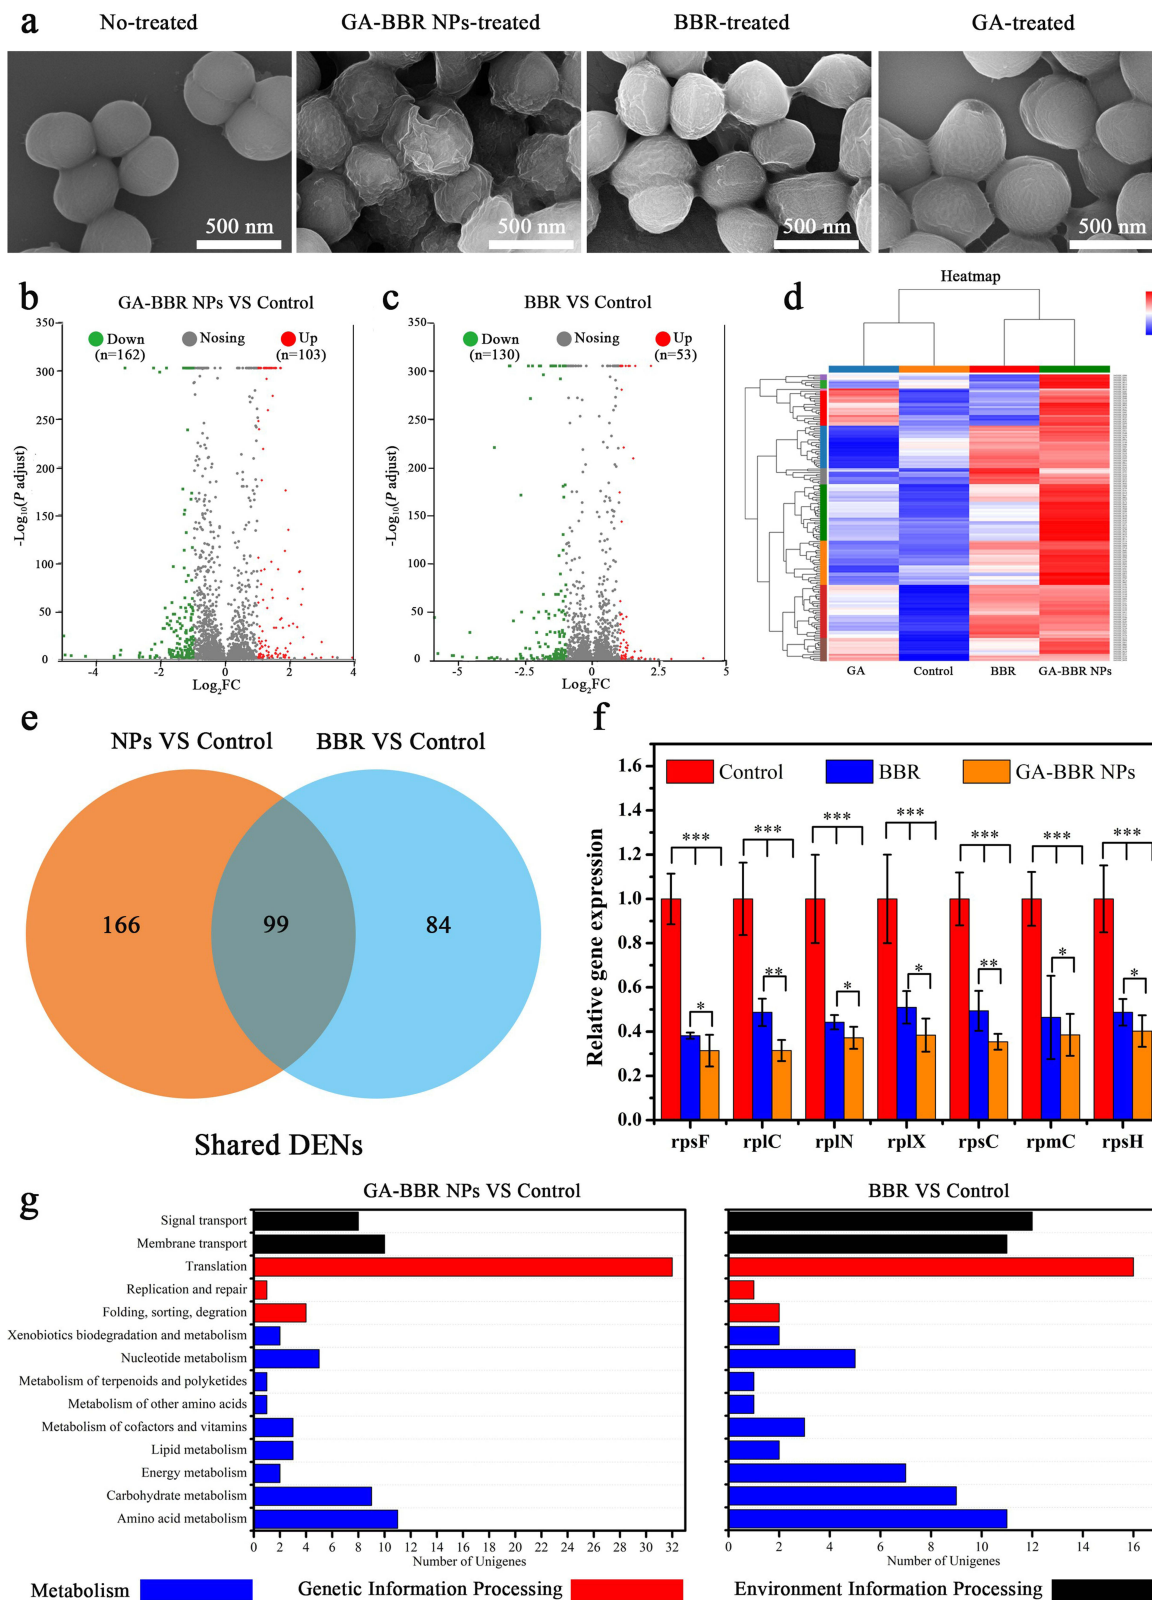 a
No-treated
GA-BBR NPs-treated
BBR-treated
GA-treated
500 nm
500 nm
500 nm
500 nm
b
GA-BBR NPs VS Control
Down
(n=162)
Nosing
Up
(n=103)
350
300
250
200
150
100
50
0
-Log10(P adjust)
-4
-2
0
2
4
Log2FC
c
BBR VS Control
Down
(n=130)
Nosing
Up
(n=53)
350
300
250
200
150
100
50
0
-Log10(P adjust)
-5
-2.5
0
2.5
5
Log2FC
d
Heatmap
GA
Control
BBR
GA-BBR NPs
e
NPs VS Control
BBR VS Control
166
99
84
Shared DENs
f
Control
BBR
GA-BBR NPs
Relative gene expression
1.6
1.4
1.2
1.0
0.8
0.6
0.4
0.2
0.0
***
***
***
***
***
***
***
*
**
*
*
**
*
*
rpsF
rplC
rplN
rplX
rpsC
rpmC
rpsH
g
GA-BBR NPs VS Control
BBR VS Control
Signal transport
Membrane transport
Translation
Replication and repair
Folding, sorting, degration
Xenobiotics biodegradation and metabolism
Nucleotide metabolism
Metabolism of terpenoids and polyketides
Metabolism of other amino acids
Metabolism of cofactors and vitamins
Lipid metabolism
Energy metabolism
Carbohydrate metabolism
Amino acid metabolism
0 2 4 6 8 10 12 14 16 18 20 22 24 26 28 30 32
Number of Unigenes
0 2 4 6 8 10 12 14 16
Number of Unigenes
Metabolism
Genetic Information Processing
Environment Information Processing